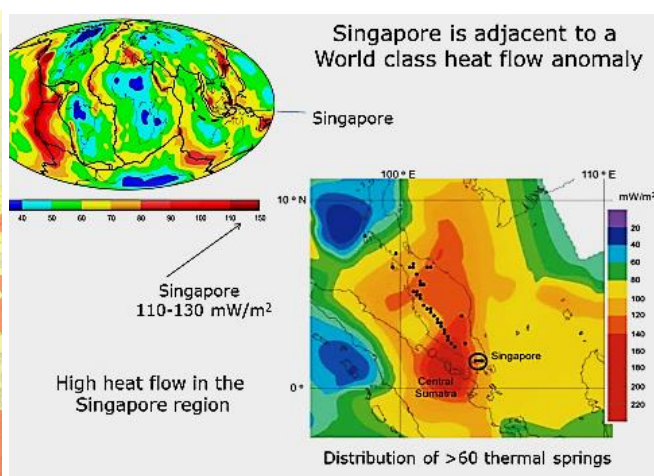 Singapore is adjacent to a
World class heat flow anomaly
Singapore
40 50 60 70 80 90 100 110 150
Singapore
110-130 mW/m²
High heat flow in the
Singapore region
100 ° E
110 ° E
10 ° N
0 °
mW/m²
20
40
60
80
100
120
140
160
180
200
220
Singapore
Central
Sumatra
Distribution of >60 thermal springs